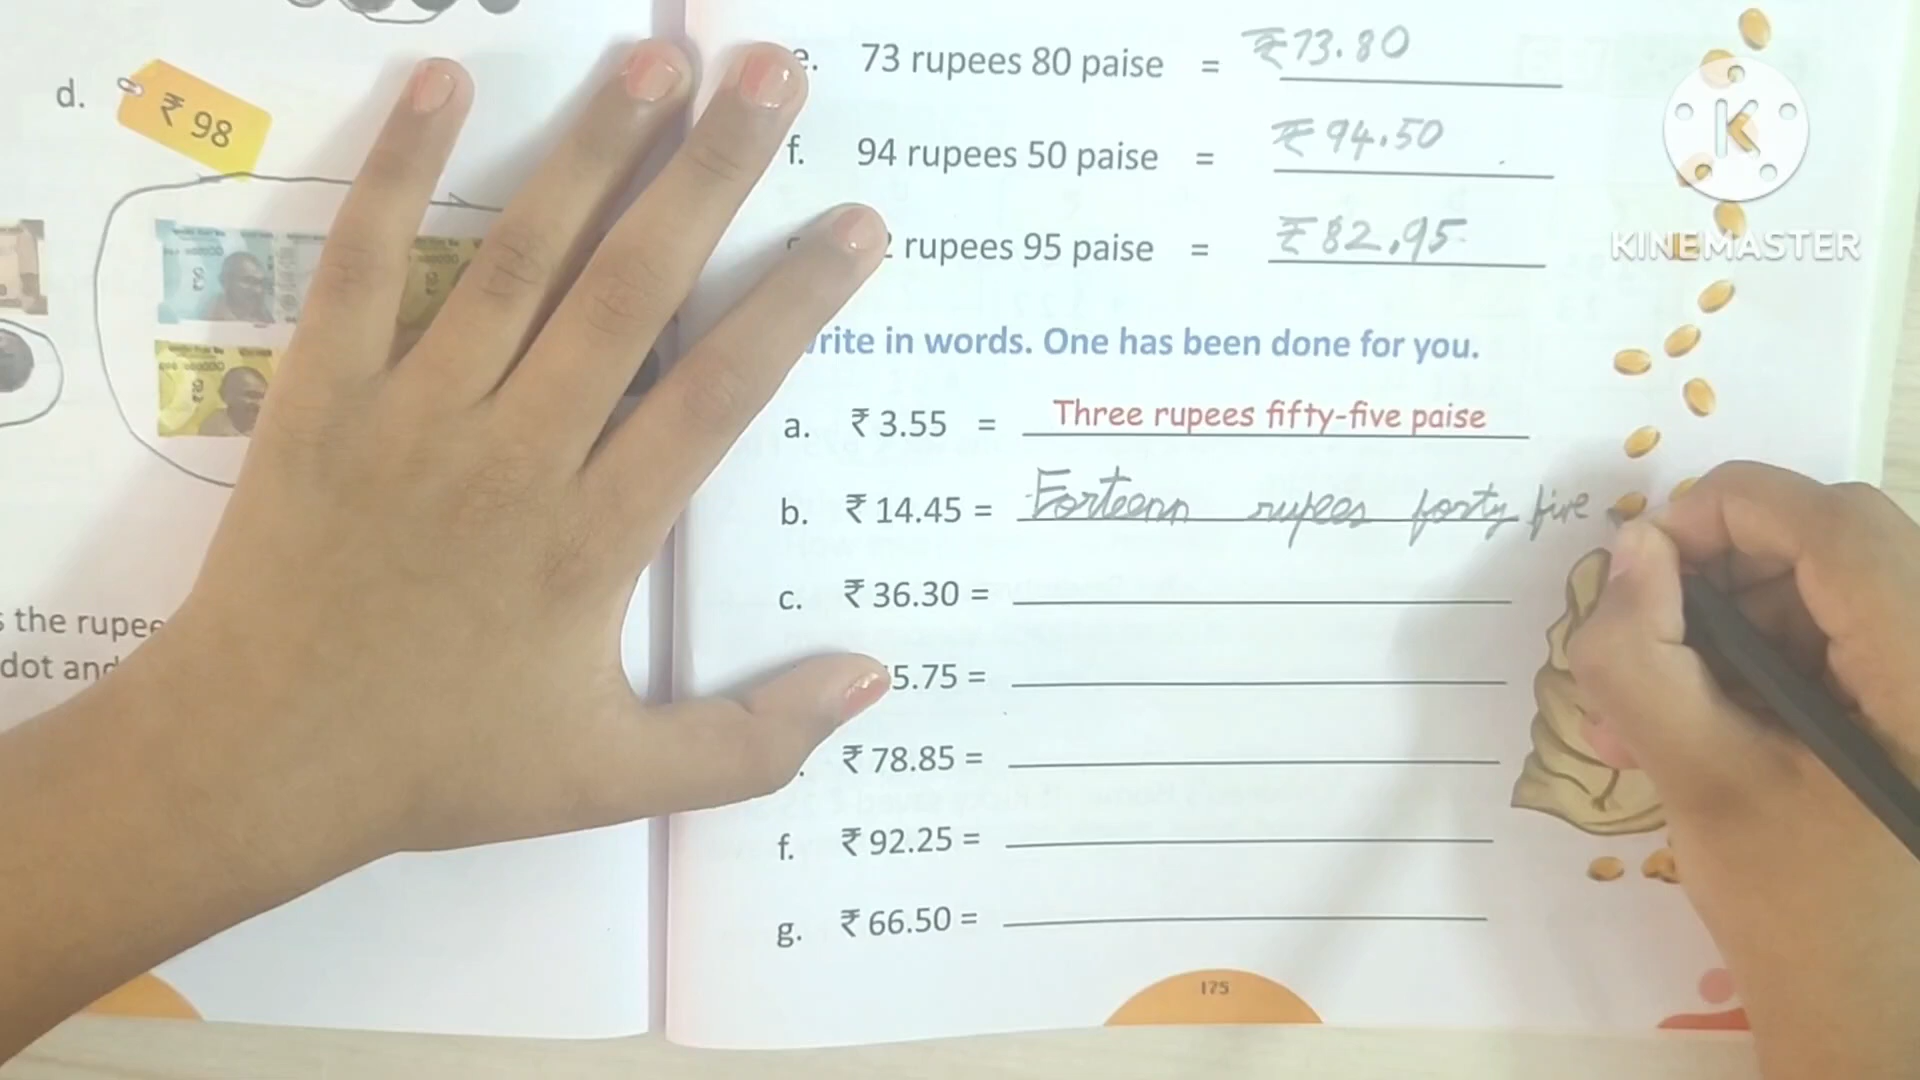 d.
₹ 98
the rupee
dot and
e. 73 rupees 80 paise = ₹73.80
f. 94 rupees 50 paise = ₹94.50
2 rupees 95 paise = ₹82.95
rite in words. One has been done for you.
a. ₹ 3.55 = Three rupees fifty-five paise
b. ₹ 14.45 = Forteenn rupees forty five
c. ₹ 36.30 =
5.75 =
₹ 78.85 =
f. ₹ 92.25 =
g. ₹ 66.50 =
175
K
KINEMASTER